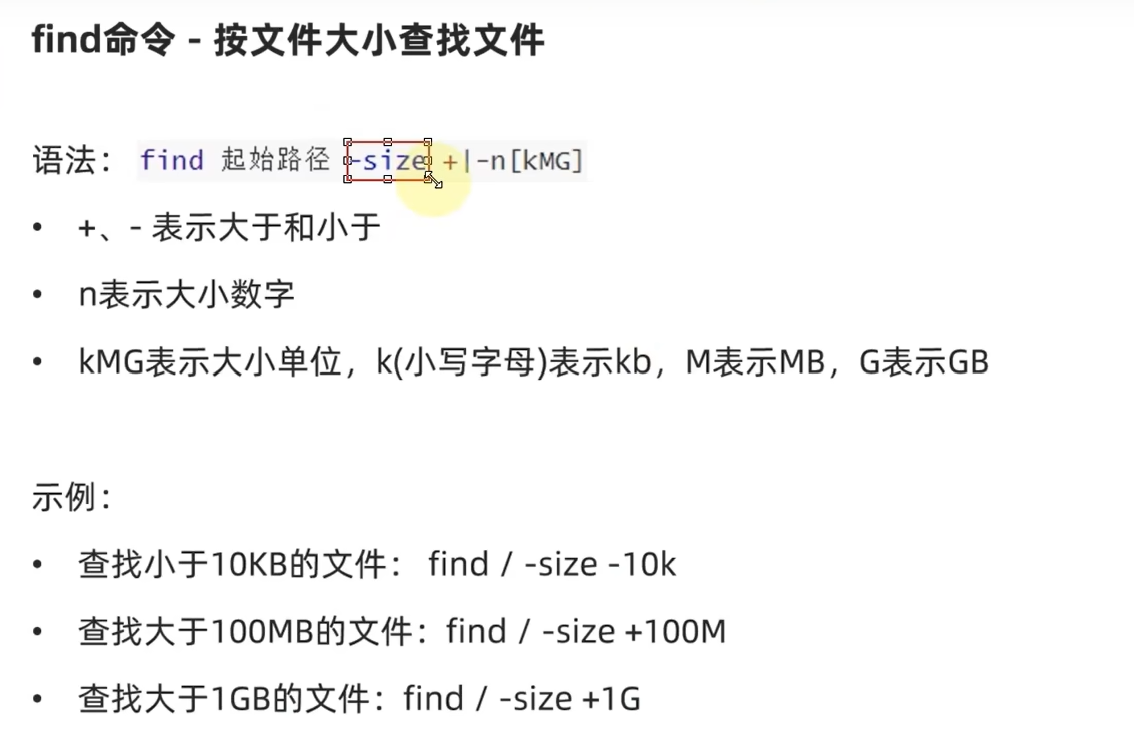 find命令 - 按文件大小查找文件
语法： find 起始路径 -size +|-n[kMG]
• +、- 表示大于和小于
• n表示大小数字
• kMG表示大小单位，k(小写字母)表示kb，M表示MB，G表示GB
示例：
• 查找小于10KB的文件： find / -size -10k
• 查找大于100MB的文件：find / -size +100M
• 查找大于1GB的文件：find / -size +1G